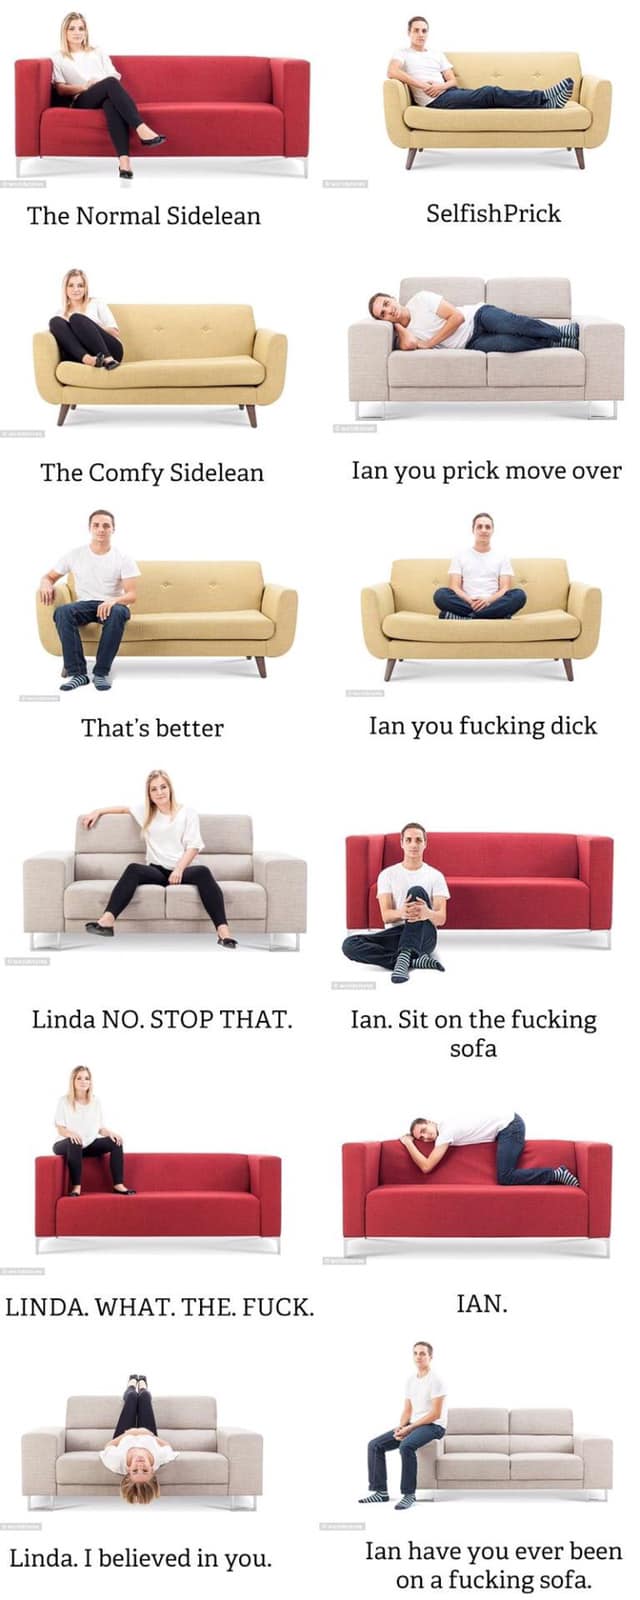 The Normal Sidelean
SelfishPrick
The Comfy Sidelean
Ian you prick move over
That's better
Ian you fucking dick
Linda NO. STOP THAT.
Ian. Sit on the fucking
sofa
LINDA. WHAT. THE. FUCK.
IAN.
Linda. I believed in you.
Ian have you ever been
on a fucking sofa.